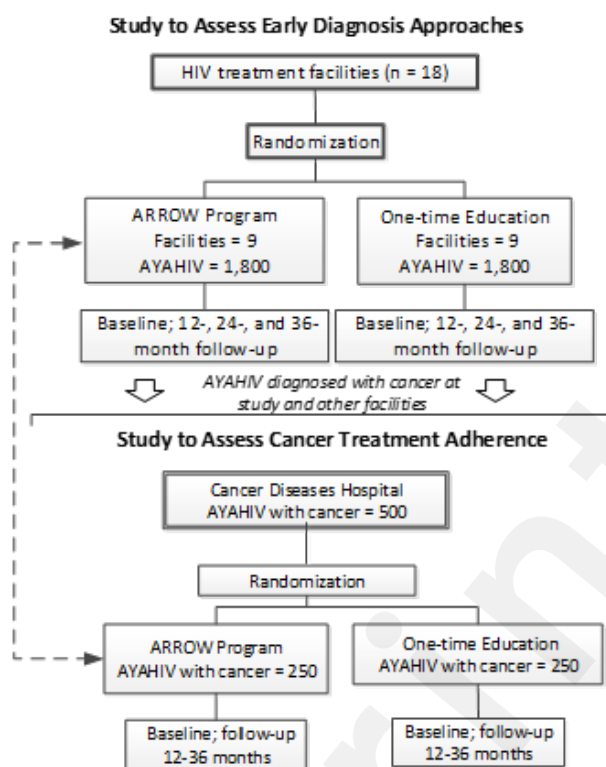 Study to Assess Early Diagnosis Approaches
HIV treatment facilities (n = 18)
Randomization
ARROW Program
Facilities = 9
AYAHIV = 1,800
One-time Education
Facilities = 9
AYAHIV = 1,800
Baseline; 12-, 24-, and 36-
month follow-up
Baseline; 12-, 24-, and 36-
month follow-up
AYAHIV diagnosed with cancer at
study and other facilities
Study to Assess Cancer Treatment Adherence
Cancer Diseases Hospital
AYAHIV with cancer = 500
Randomization
ARROW Program
AYAHIV with cancer = 250
One-time Education
AYAHIV with cancer = 250
Baseline; follow-up
12-36 months
Baseline; follow-up
12-36 months